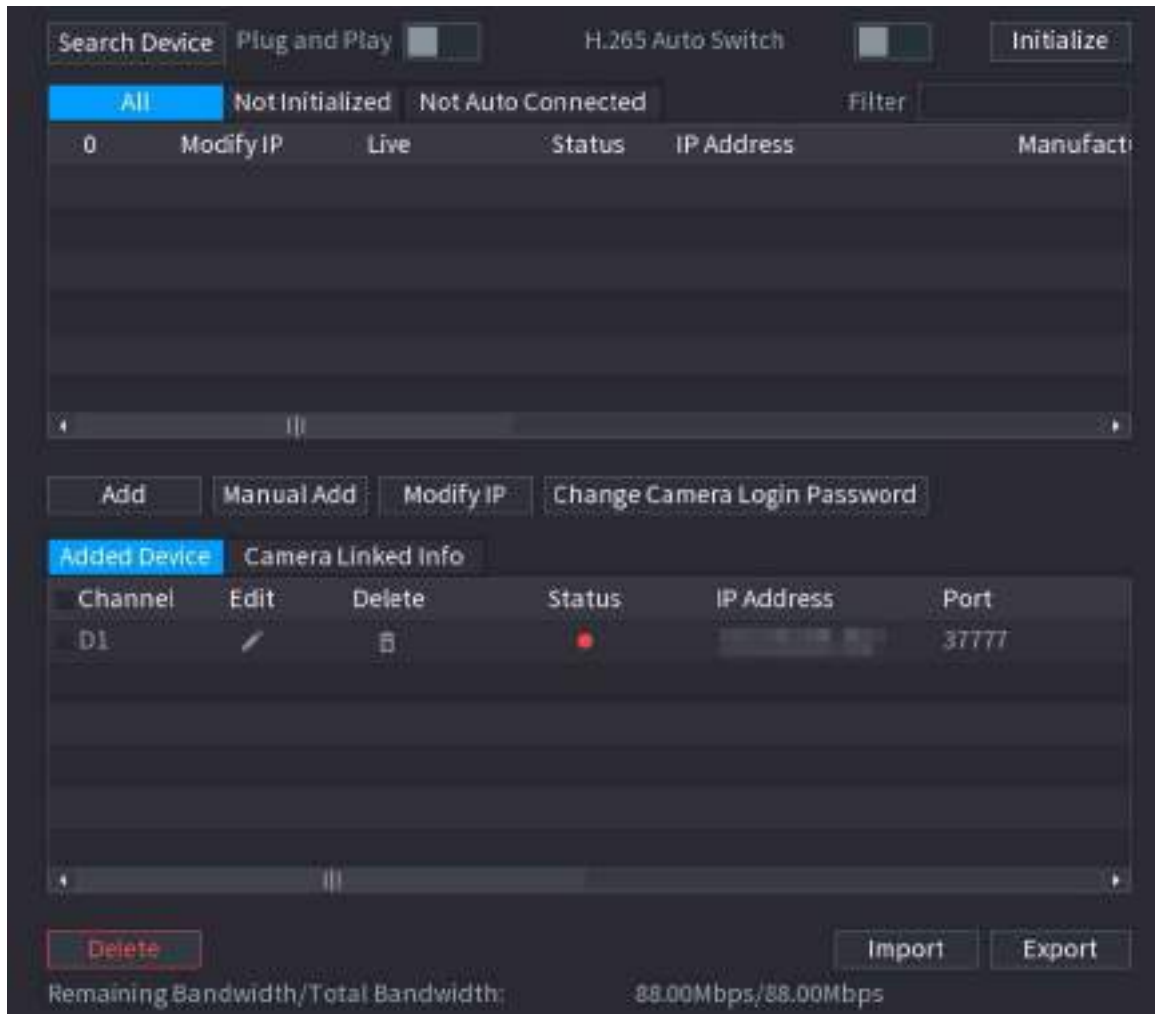 Search Device Plug and Play H.265 Auto Switch Initialize
All Not Initialized Not Auto Connected Filter
0 Modify IP Live Status IP Address Manufact
Add Manual Add Modify IP Change Camera Login Password
Added Device Camera Linked Info
Channel Edit Delete Status IP Address Port
D1 37777
Delete Import Export
Remaining Bandwidth/Total Bandwidth: 88.00Mbps/88.00Mbps